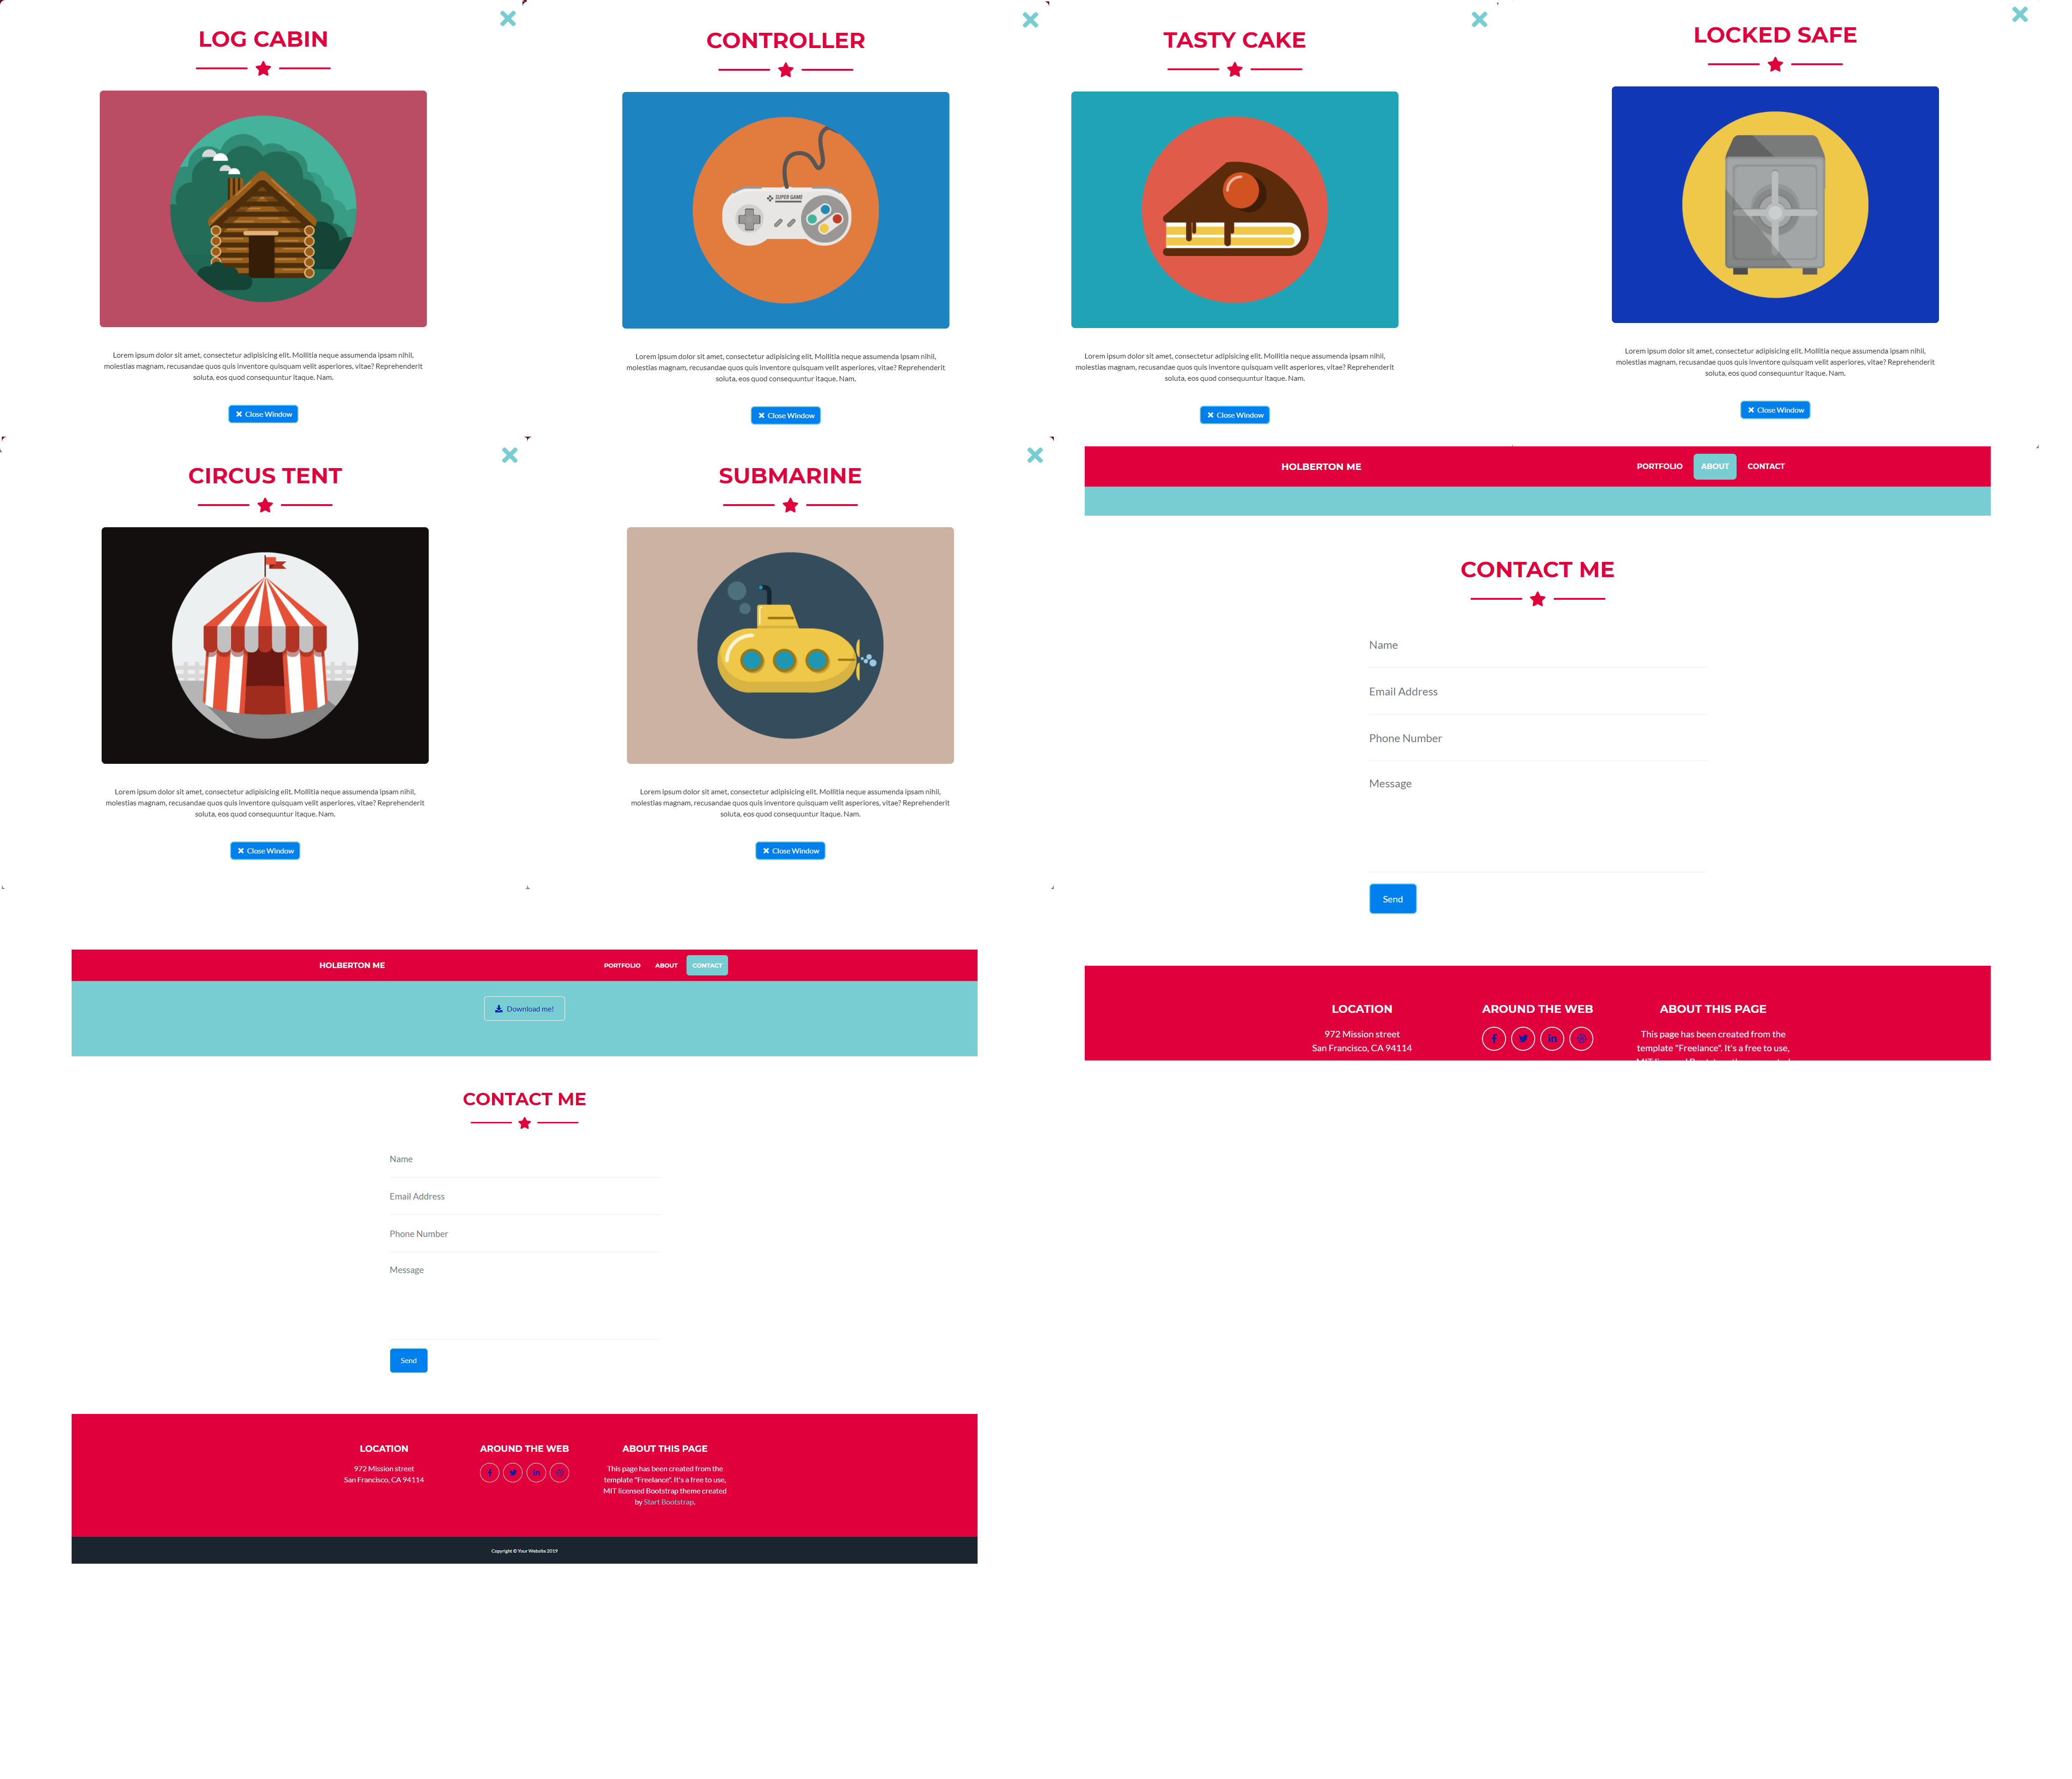 LOG CABIN
Lorem ipsum dolor sit amet, consectetur adipisicing elit. Mollitia neque assumenda ipsam nihil,
molestias magnam, recusandae quos quis inventore quisquam velit asperiores, vitae? Reprehenderit
soluta, eos quod consequuntur itaque. Nam.
Close Window
CONTROLLER
SUPER GAME
Lorem ipsum dolor sit amet, consectetur adipisicing elit. Mollitia neque assumenda ipsam nihil,
molestias magnam, recusandae quos quis inventore quisquam velit asperiores, vitae? Reprehenderit
soluta, eos quod consequuntur itaque. Nam.
Close Window
TASTY CAKE
Lorem ipsum dolor sit amet, consectetur adipisicing elit. Mollitia neque assumenda ipsam nihil,
molestias magnam, recusandae quos quis inventore quisquam velit asperiores, vitae? Reprehenderit
soluta, eos quod consequuntur itaque. Nam.
Close Window
LOCKED SAFE
Lorem ipsum dolor sit amet, consectetur adipisicing elit. Mollitia neque assumenda ipsam nihil,
molestias magnam, recusandae quos quis inventore quisquam velit asperiores, vitae? Reprehenderit
soluta, eos quod consequuntur itaque. Nam.
Close Window
CIRCUS TENT
Lorem ipsum dolor sit amet, consectetur adipisicing elit. Mollitia neque assumenda ipsam nihil,
molestias magnam, recusandae quos quis inventore quisquam velit asperiores, vitae? Reprehenderit
soluta, eos quod consequuntur itaque. Nam.
Close Window
SUBMARINE
Lorem ipsum dolor sit amet, consectetur adipisicing elit. Mollitia neque assumenda ipsam nihil,
molestias magnam, recusandae quos quis inventore quisquam velit asperiores, vitae? Reprehenderit
soluta, eos quod consequuntur itaque. Nam.
Close Window
HOLBERTON ME PORTFOLIO ABOUT CONTACT
CONTACT ME
Name
Email Address
Phone Number
Message
Send
LOCATION
972 Mission street
San Francisco, CA 94114
AROUND THE WEB
ABOUT THIS PAGE
This page has been created from the
template "Freelance". It's a free to use,
HOLBERTON ME PORTFOLIO ABOUT CONTACT
Download me!
CONTACT ME
Name
Email Address
Phone Number
Message
Send
LOCATION
972 Mission street
San Francisco, CA 94114
AROUND THE WEB
ABOUT THIS PAGE
This page has been created from the
template "Freelance". It's a free to use,
MIT licensed Bootstrap theme created
by Start Bootstrap.
Copyright © Your Website 2019